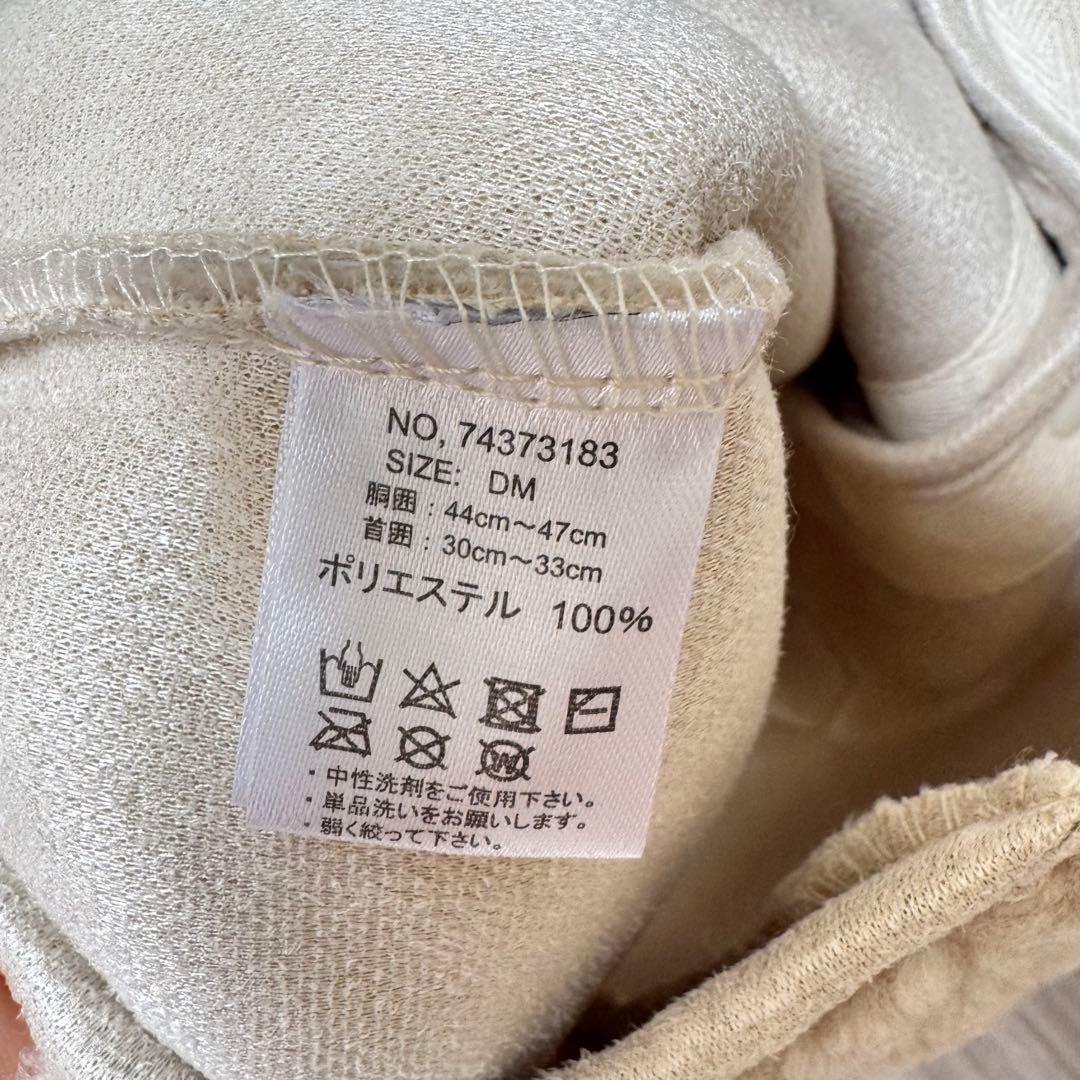 NO, 74373183
SIZE: DM
胴囲：44cm～47cm
首囲：30cm～33cm
ポリエステル 100%
・中性洗剤をご使用下さい。
・単品洗いをお願いします。
・弱く絞って下さい。